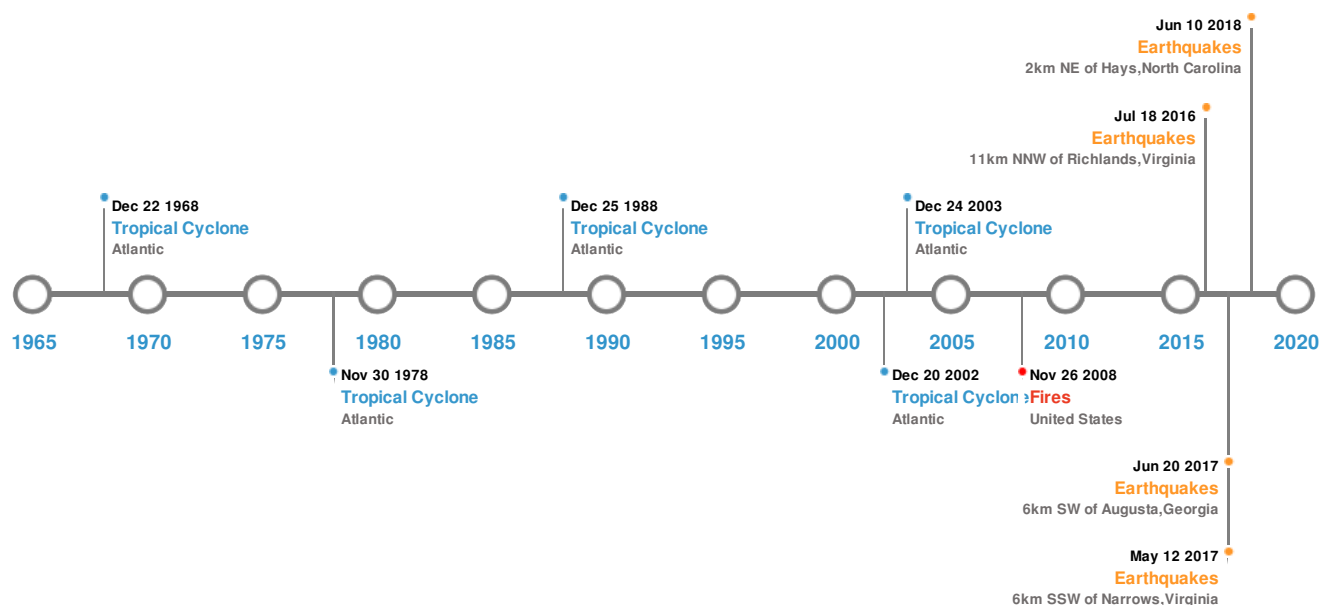 Jun 10 2018
Earthquakes
2km NE of Hays,North Carolina
Jul 18 2016
Earthquakes
11km NNW of Richlands,Virginia
Dec 22 1968
Tropical Cyclone
Atlantic
Dec 25 1988
Tropical Cyclone
Atlantic
Dec 24 2003
Tropical Cyclone
Atlantic
1965 1970 1975 1980 1985 1990 1995 2000 2005 2010 2015 2020
Nov 30 1978
Tropical Cyclone
Atlantic
Dec 20 2002
Tropical Cyclone
Atlantic
Nov 26 2008
Fires
United States
Jun 20 2017
Earthquakes
6km SW of Augusta,Georgia
May 12 2017
Earthquakes
6km SSW of Narrows,Virginia